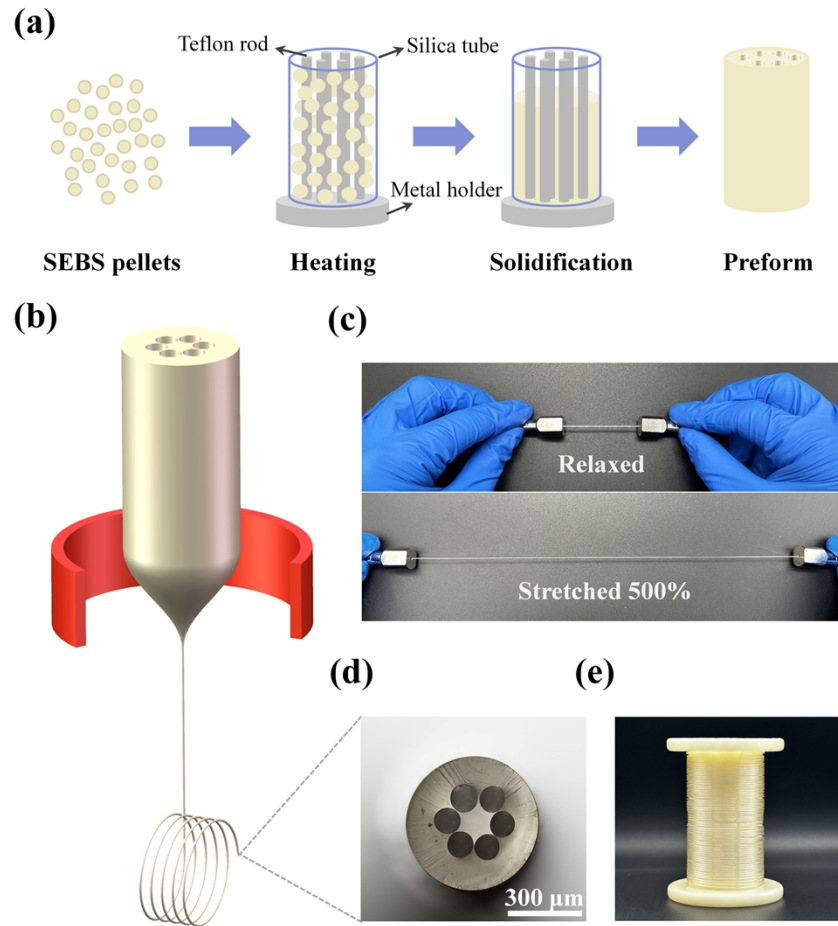 (a)
Teflon rod
Silica tube
Metal holder
SEBS pellets
Heating
Solidification
Preform
(b)
(c)
Relaxed
Stretched 500%
(d)
(e)
300 μm